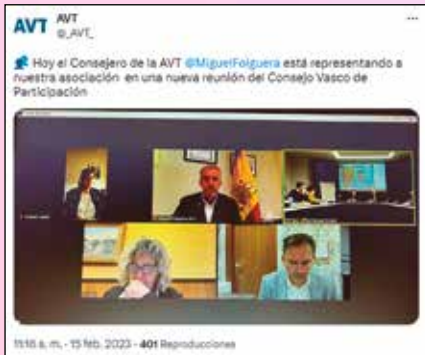 AVT
AVT
@_AVT_
Hoy el Consejero de la AVT @MiguelFolguera está representando a
nuestra asociación en una nueva reunión del Consejo Vasco de
Participación
11:18 a. m. · 15 feb. 2023 · 401 Reproducciones